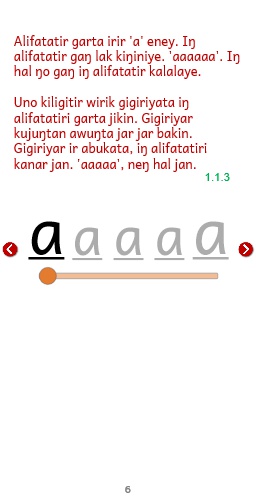 Alifatatir garta irir 'a' eney. Iŋ
alifatatir gaŋ lak kiŋiniye. 'aaaaaa'. Iŋ
hal ŋo gaŋ iŋ alifatatir kalalaye.
Uno kiligitir wirik gigiriyata iŋ
alifatatiri garta jikin. Gigiriyar
kujuŋtan awuŋta jar jar bakin.
Gigiriyar ir abukata, iŋ alifatatiri
kanar jan. 'aaaaa', neŋ hal jan.
1.1.3
a a a a a
6